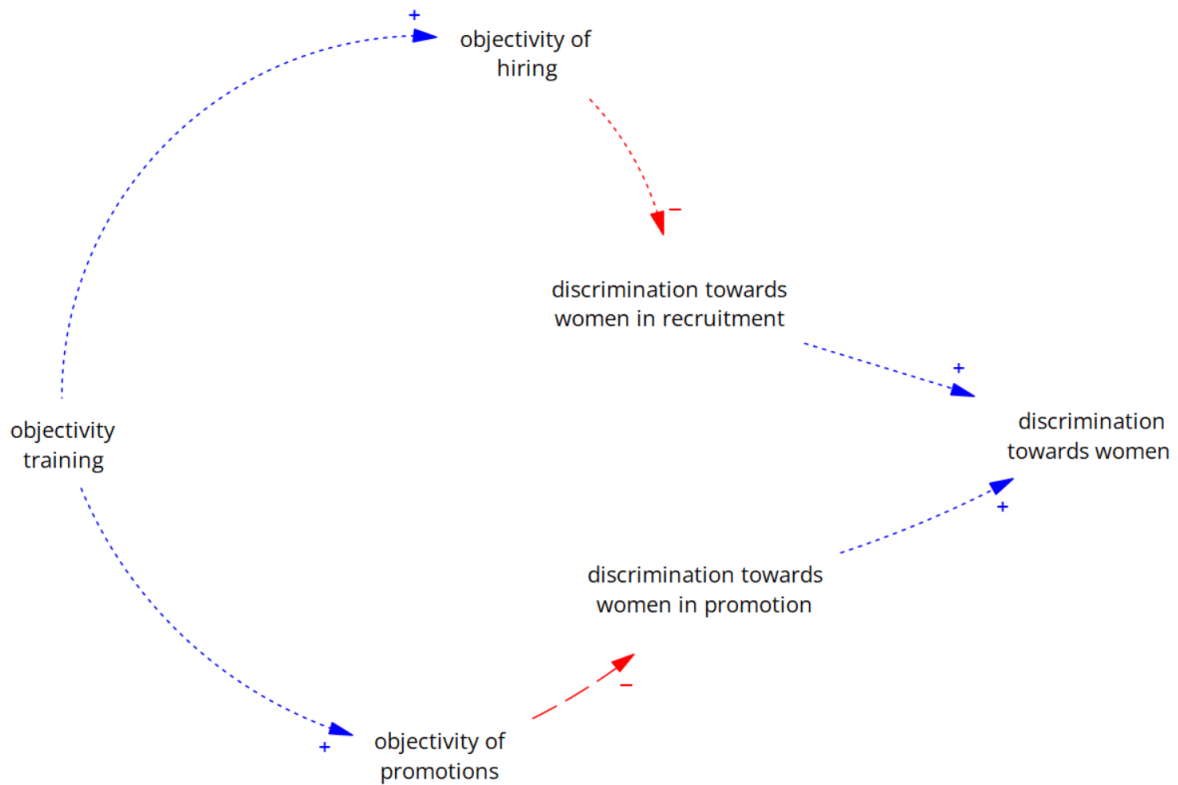 +
objectivity of
hiring
−
discrimination towards
women in recruitment
+
discrimination
towards women
objectivity
training
+
discrimination towards
women in promotion
−
+
objectivity of
promotions